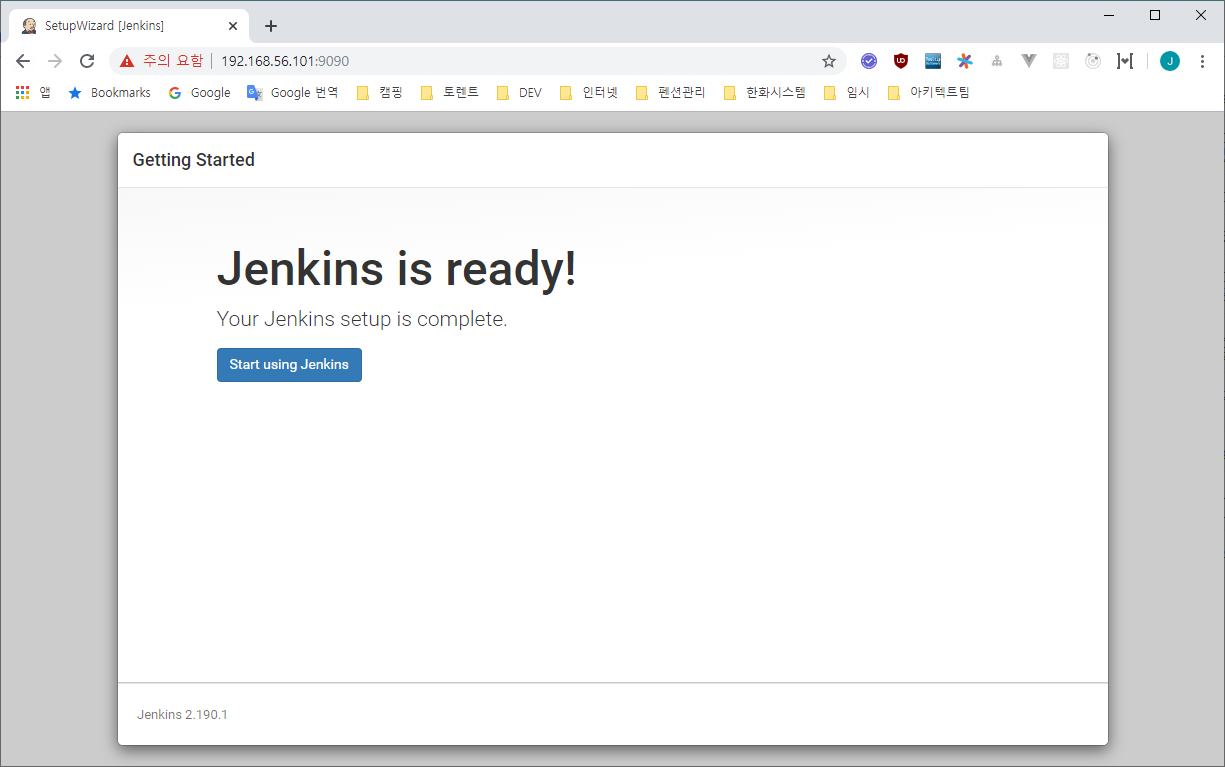 SetupWizard [Jenkins]
주의 요함 192.168.56.101:9090
J
앱 Bookmarks Google Google 번역 캠핑 토렌트 DEV 인터넷 펜션관리 한화시스템 임시 아키텍트팀
Getting Started
Jenkins is ready!
Your Jenkins setup is complete.
Start using Jenkins
Jenkins 2.190.1